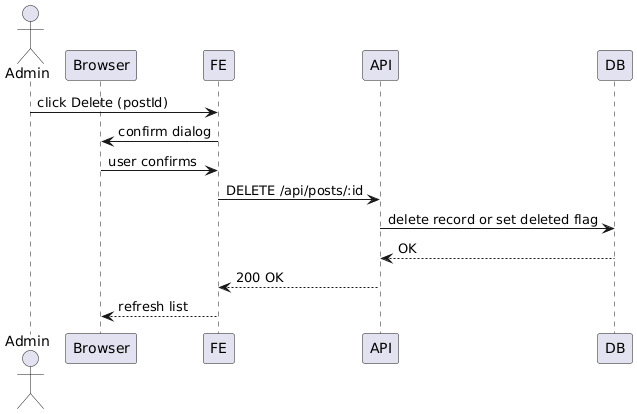 Admin
Browser
FE
API
DB
click Delete (postId)
confirm dialog
user confirms
DELETE /api/posts/:id
delete record or set deleted flag
OK
200 OK
refresh list
Admin
Browser
FE
API
DB